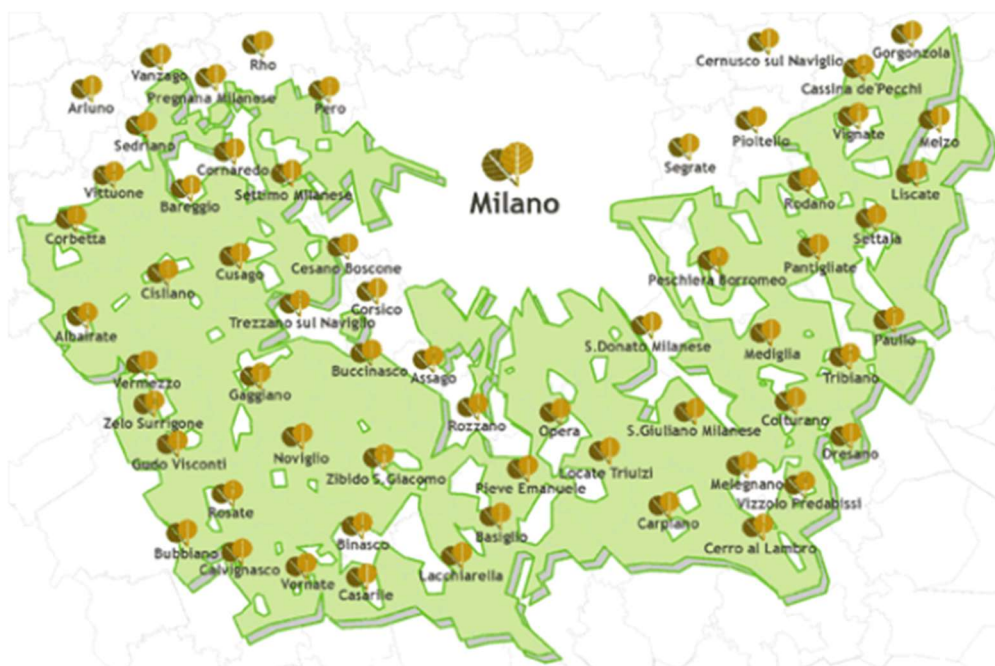 Rho
Vanzago
Gorgonzola
Cernusco sul Naviglio
Cassina de'Pecchi
Arluno
Pregnana Milanese
Pero
Sedriano
Pioltello
Vignate
Melzo
Cornaredo
Segrate
Vittuone
Settimo Milanese
Liscate
Bareggio
Rodano
Milano
Corbetta
Settala
Cusago
Cesano Boscone
Pantigliate
Peschiera Borromeo
Cisliano
Corsico
Trezzano sul Naviglio
Albairate
Paullo
S.Donato Milanese
Mediglia
Buccinasco
Assago
Tribiano
Vermezzo
Gaggiano
Zelo Surrigone
Rozzano
Opera
S.Giuliano Milanese
Colturano
Dresano
Noviglio
Gudo Visconti
Zibido S.Giacomo
Locate Triulzi
Pieve Emanuele
Melegnano
Vizzolo Predabissi
Rosate
Carpiano
Basiglio
Binasco
Cerro al Lambro
Bubbiano
Calvignasco
Lacchiarella
Vernate
Casarile